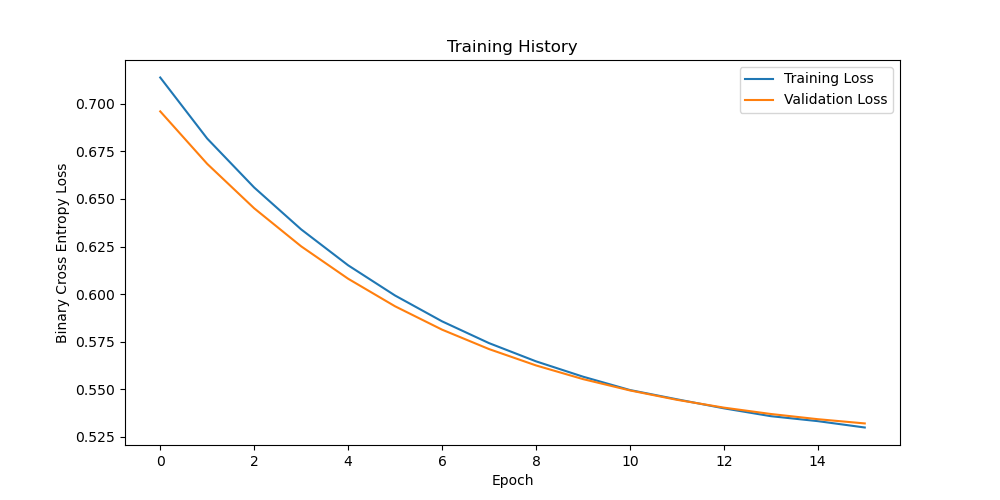 Training History
Training Loss
Validation Loss
0.700
0.675
0.650
0.625
0.600
0.575
0.550
0.525
Binary Cross Entropy Loss
0 2 4 6 8 10 12 14
Epoch